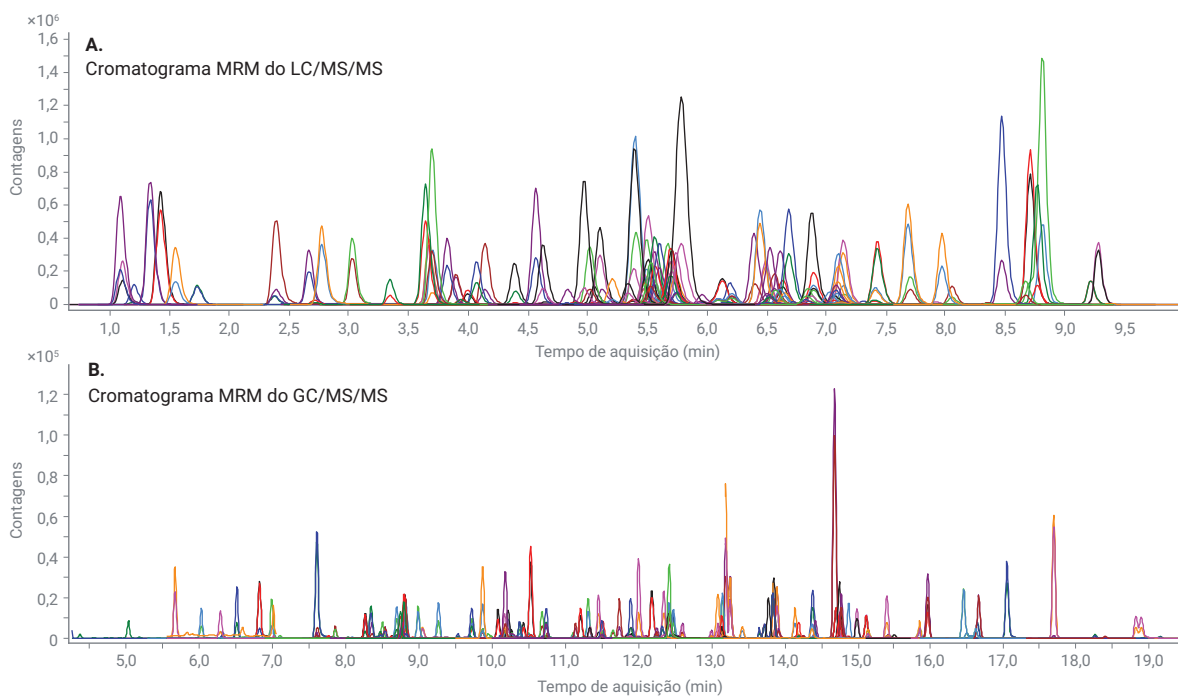 ×10⁶
A.
Cromatograma MRM do LC/MS/MS
Contagens
1,6
1,4
1,2
1,0
0,8
0,6
0,4
0,2
0
1,0 1,5 2,0 2,5 3,0 3,5 4,0 4,5 5,0 5,5 6,0 6,5 7,0 7,5 8,0 8,5 9,0 9,5
Tempo de aquisição (min)
×10⁵
B.
Cromatograma MRM do GC/MS/MS
Contagens
1,2
1,0
0,8
0,6
0,4
0,2
0
5,0 6,0 7,0 8,0 9,0 10,0 11,0 12,0 13,0 14,0 15,0 16,0 17,0 18,0 19,0
Tempo de aquisição (min)